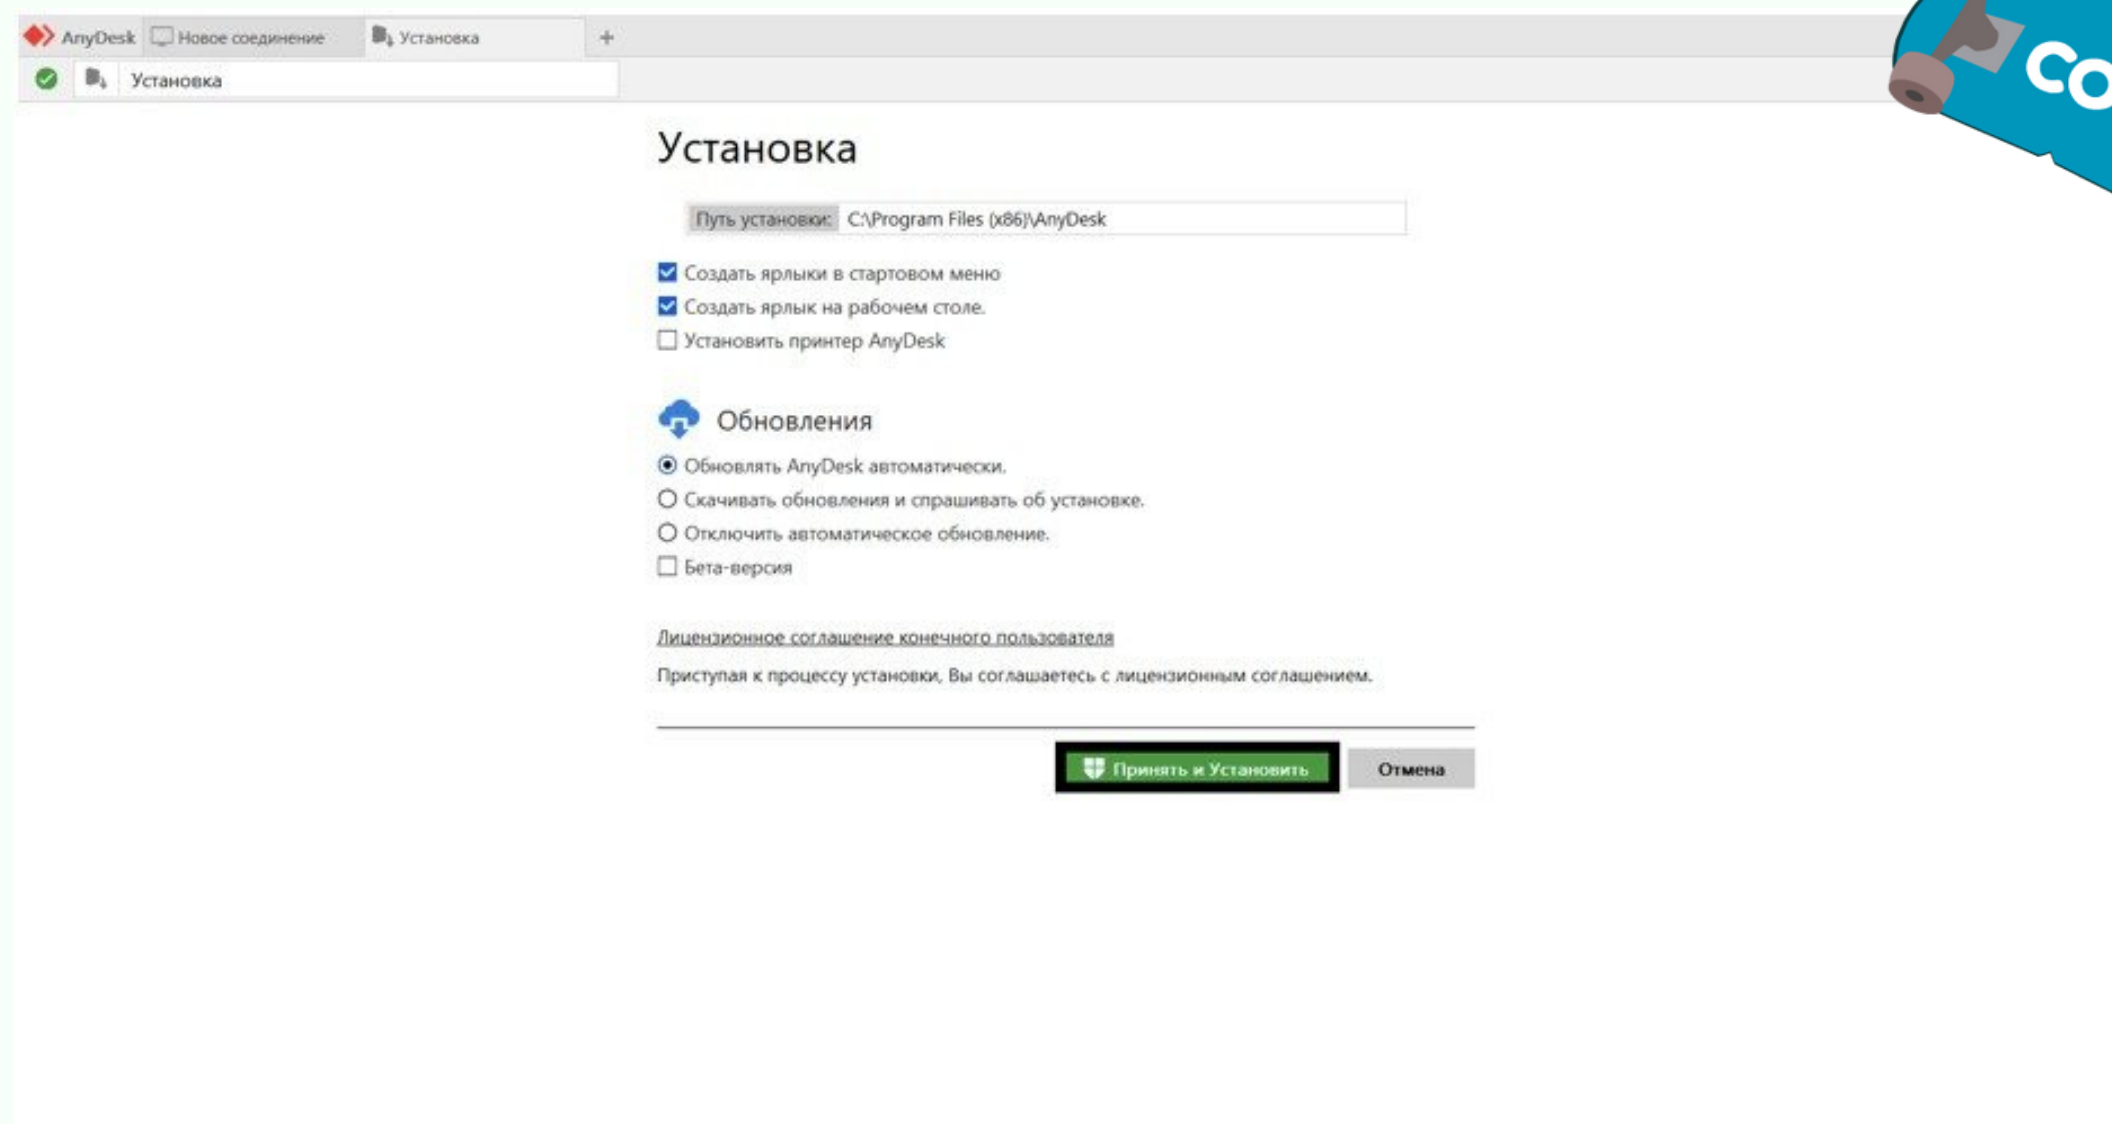 AnyDesk Новое соединение Установка +
Установка
Установка
Путь установки: C:\Program Files (x86)\AnyDesk
Создать ярлыки в стартовом меню
Создать ярлык на рабочем столе.
Установить принтер AnyDesk
Обновления
Обновлять AnyDesk автоматически.
Скачивать обновления и спрашивать об установке.
Отключить автоматическое обновление.
Бета-версия
Лицензионное соглашение конечного пользователя
Приступая к процессу установки, Вы соглашаетесь с лицензионным соглашением.
Принять и Установить Отмена